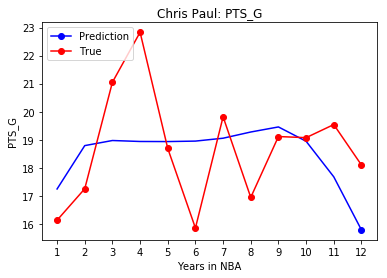 Chris Paul: PTS_G
Prediction
True
PTS_G
23
22
21
20
19
18
17
16
1 2 3 4 5 6 7 8 9 10 11 12
Years in NBA